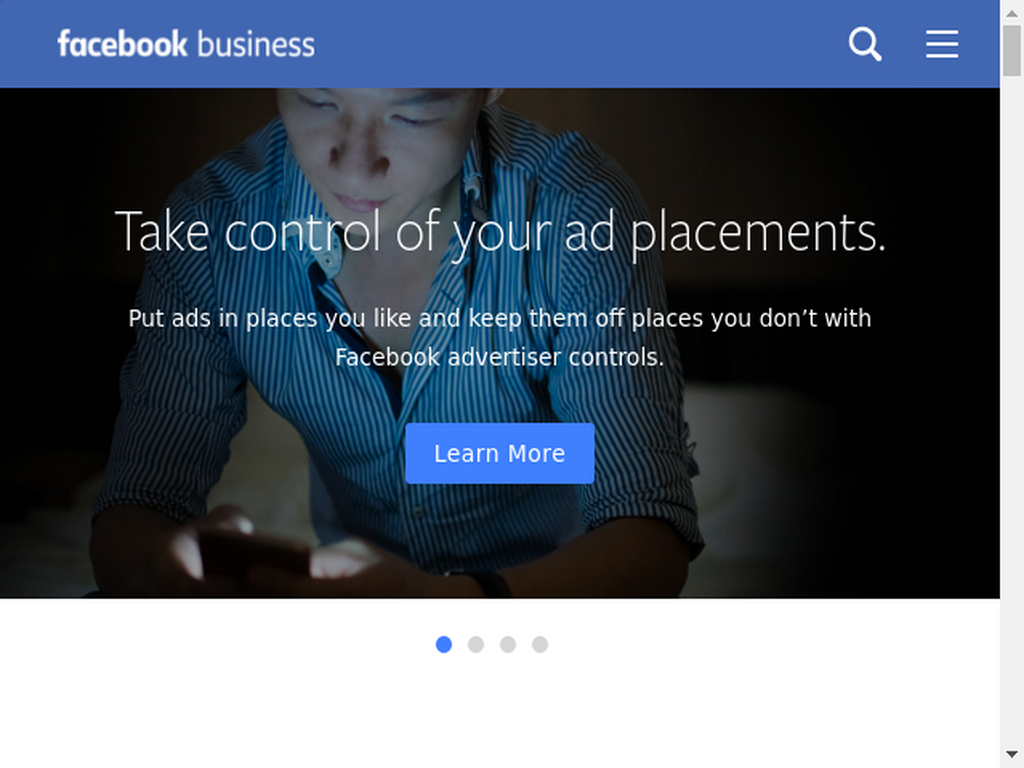 facebook business
Take control of your ad placements.
Put ads in places you like and keep them off places you don’t with
Facebook advertiser controls.
Learn More